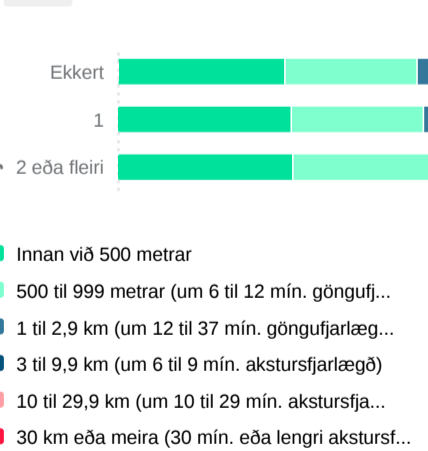 Ekkert
1
2 eða fleiri
Innan við 500 metrar
500 til 999 metrar (um 6 til 12 mín. göngufj...
1 til 2,9 km (um 12 til 37 mín. göngufjarlæg...
3 til 9,9 km (um 6 til 9 mín. akstursfjarlægð)
10 til 29,9 km (um 10 til 29 mín. akstursfja...
30 km eða meira (30 mín. eða lengri akstursf...